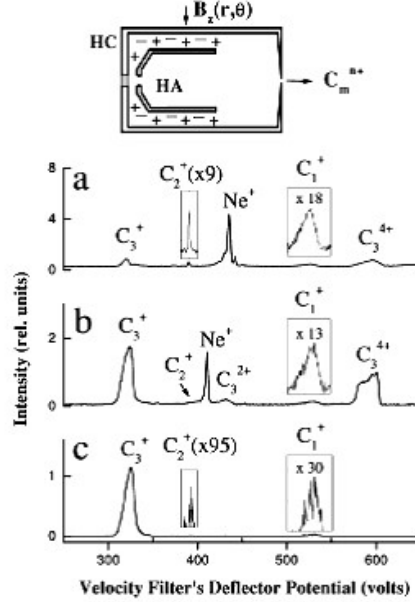 HC
B_z(r,θ)
HA
C_m^n+
a
C_3^+
C_2^+(x9)
Ne^+
C_1^+
x 18
C_3^4+
8
4
0
b
C_3^+
C_2^+
Ne^+
C_3^2+
C_1^+
x 13
C_3^4+
2
0
c
C_3^+
C_2^+(x95)
C_1^+
x 30
1
0
Intensity (rel. units)
300 400 500 600
Velocity Filter's Deflector Potential (volts)